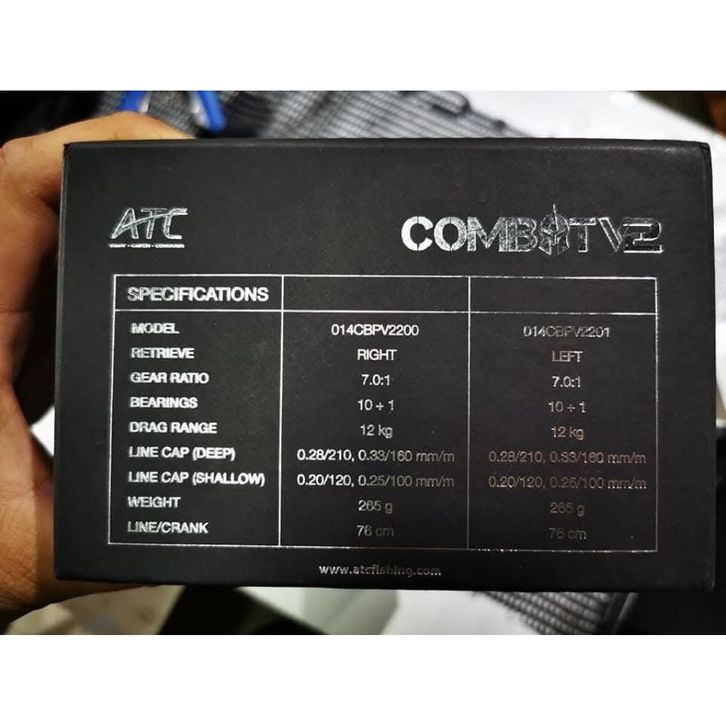 ATC
COMBAT V2
SPECIFICATIONS
MODEL 014CBPV2200 014CBPV2201
RETRIEVE RIGHT LEFT
GEAR RATIO 7.0:1 7.0:1
BEARINGS 10 + 1 10 + 1
DRAG RANGE 12 kg 12 kg
LINE CAP (DEEP) 0.28/210, 0.33/160 mm/m 0.28/210, 0.33/160 mm/m
LINE CAP (SHALLOW) 0.20/120, 0.25/100 mm/m 0.20/120, 0.25/100 mm/m
WEIGHT 265 g 265 g
LINE/CRANK 76 cm 76 cm
www.atcfishing.com